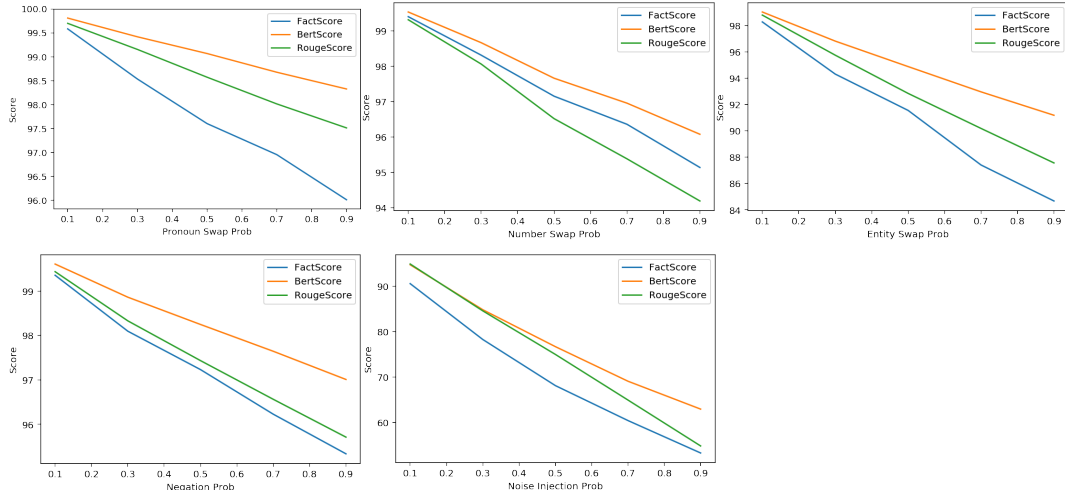 100.0
99.5
99.0
98.5
98.0
97.5
97.0
96.5
96.0
Score
0.1 0.2 0.3 0.4 0.5 0.6 0.7 0.8 0.9
Pronoun Swap Prob
FactScore
BertScore
RougeScore
99
98
97
96
95
94
Score
0.1 0.2 0.3 0.4 0.5 0.6 0.7 0.8 0.9
Number Swap Prob
FactScore
BertScore
RougeScore
98
96
94
92
90
88
86
84
Score
0.1 0.2 0.3 0.4 0.5 0.6 0.7 0.8 0.9
Entity Swap Prob
FactScore
BertScore
RougeScore
99
98
97
96
Score
0.1 0.2 0.3 0.4 0.5 0.6 0.7 0.8 0.9
Negation Prob
FactScore
BertScore
RougeScore
90
80
70
60
Score
0.1 0.2 0.3 0.4 0.5 0.6 0.7 0.8 0.9
Noise Injection Prob
FactScore
BertScore
RougeScore